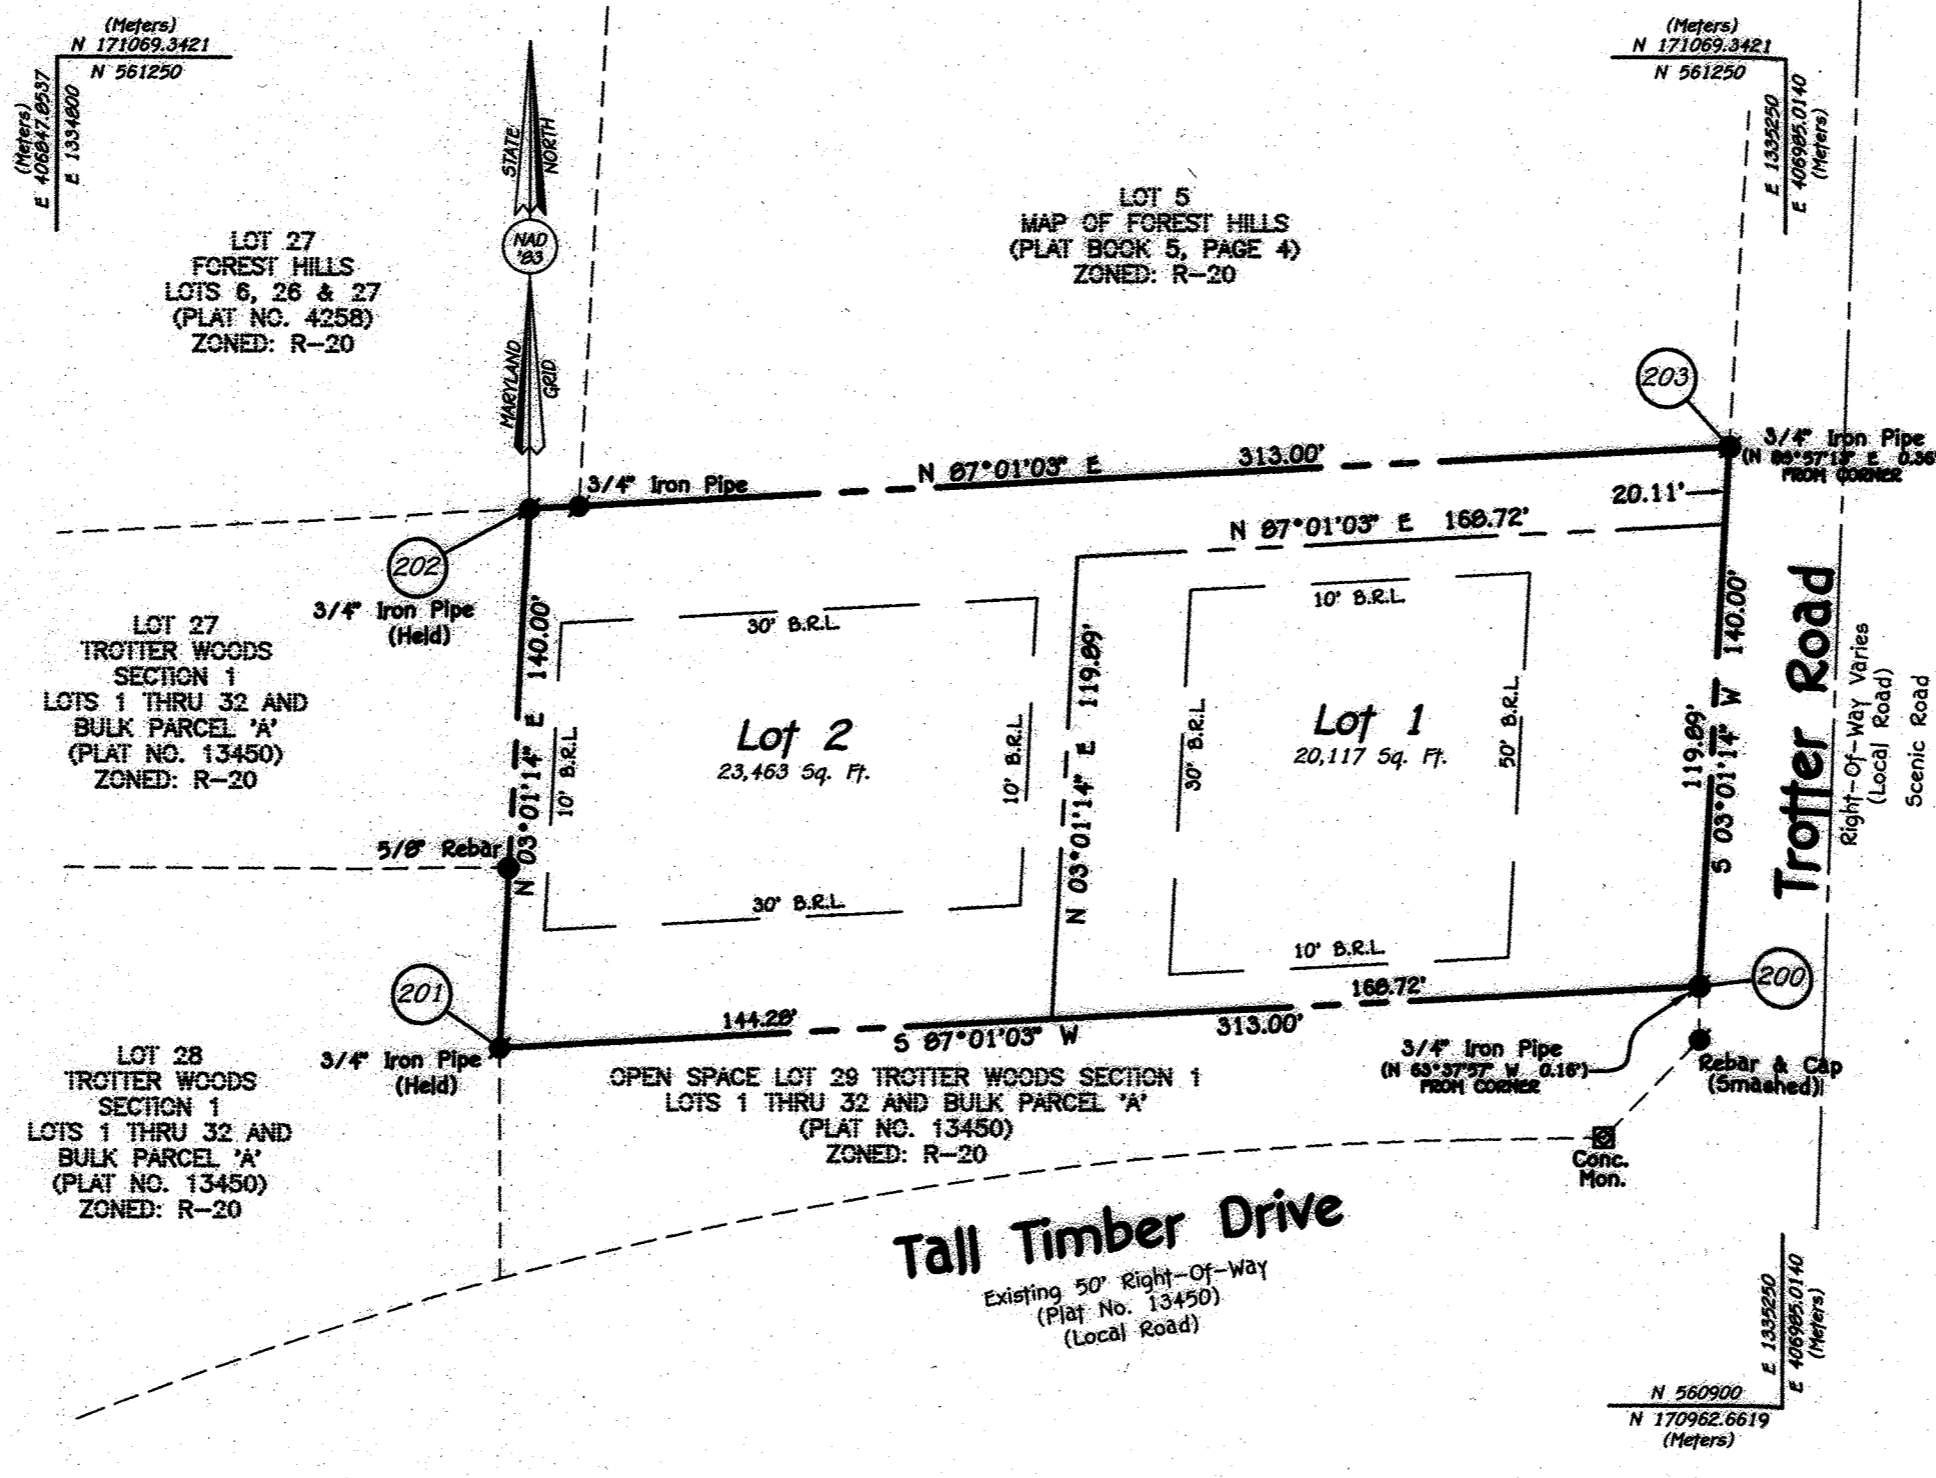 (Meters)
N 171069.3421
N 561250
(Meters)
E 406847.8537
E 1334800
(Meters)
N 171069.3421
N 561250
E 1335250
E 406985.0140
(Meters)
STATE
NORTH
NAD
'83
MARYLAND
GRID
LOT 27
FOREST HILLS
LOTS 6, 26 & 27
(PLAT NO. 4258)
ZONED: R-20
LOT 5
MAP OF FOREST HILLS
(PLAT BOOK 5, PAGE 4)
ZONED: R-20
203
3/4" Iron Pipe
FROM CORNER
N 87°01'03" E 313.00'
3/4" Iron Pipe
20.11'
N 87°01'03" E 168.72'
202
3/4" Iron Pipe
(Held)
LOT 27
TROTTER WOODS
SECTION 1
LOTS 1 THRU 32 AND
BULK PARCEL 'A'
(PLAT NO. 13450)
ZONED: R-20
N 03°01'14" E 140.00'
30' B.R.L.
10' B.R.L.
Lot 2
23,463 Sq. Ft.
10' B.R.L.
30' B.R.L.
N 03°01'14" E 119.89'
10' B.R.L.
30' B.R.L.
Lot 1
20,117 Sq. Ft.
50' B.R.L.
10' B.R.L.
119.89'
S 03°01'14" W 140.00'
Trotter Road
Right-Of-Way Varies
(Local Road)
Scenic Road
5/8" Rebar
201
3/4" Iron Pipe
(Held)
144.28'
S 87°01'03" W 313.00'
168.72'
200
3/4" Iron Pipe
(N 63°37'57" W 0.16')
FROM CORNER
Rebar & Cap
(Smashed)
Conc.
Mon.
LOT 28
TROTTER WOODS
SECTION 1
LOTS 1 THRU 32 AND
BULK PARCEL 'A'
(PLAT NO. 13450)
ZONED: R-20
OPEN SPACE LOT 29 TROTTER WOODS SECTION 1
LOTS 1 THRU 32 AND BULK PARCEL 'A'
(PLAT NO. 13450)
ZONED: R-20
Tall Timber Drive
Existing 50' Right-Of-Way
(Plat No. 13450)
(Local Road)
E 1335250
E 406985.0140
(Meters)
N 560900
N 170962.6619
(Meters)